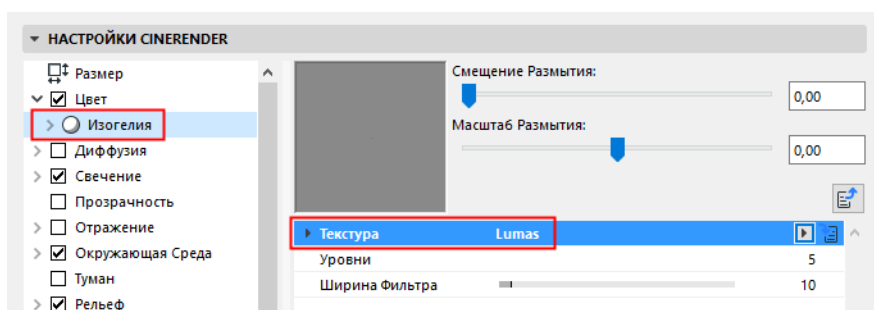 НАСТРОЙКИ CINERENDER
Размер
Цвет
Изогелия
Диффузия
Свечение
Прозрачность
Отражение
Окружающая Среда
Туман
Рельеф
Смещение Размытия:
0,00
Масштаб Размытия:
0,00
Текстура Lumas
Уровни 5
Ширина Фильтра 10